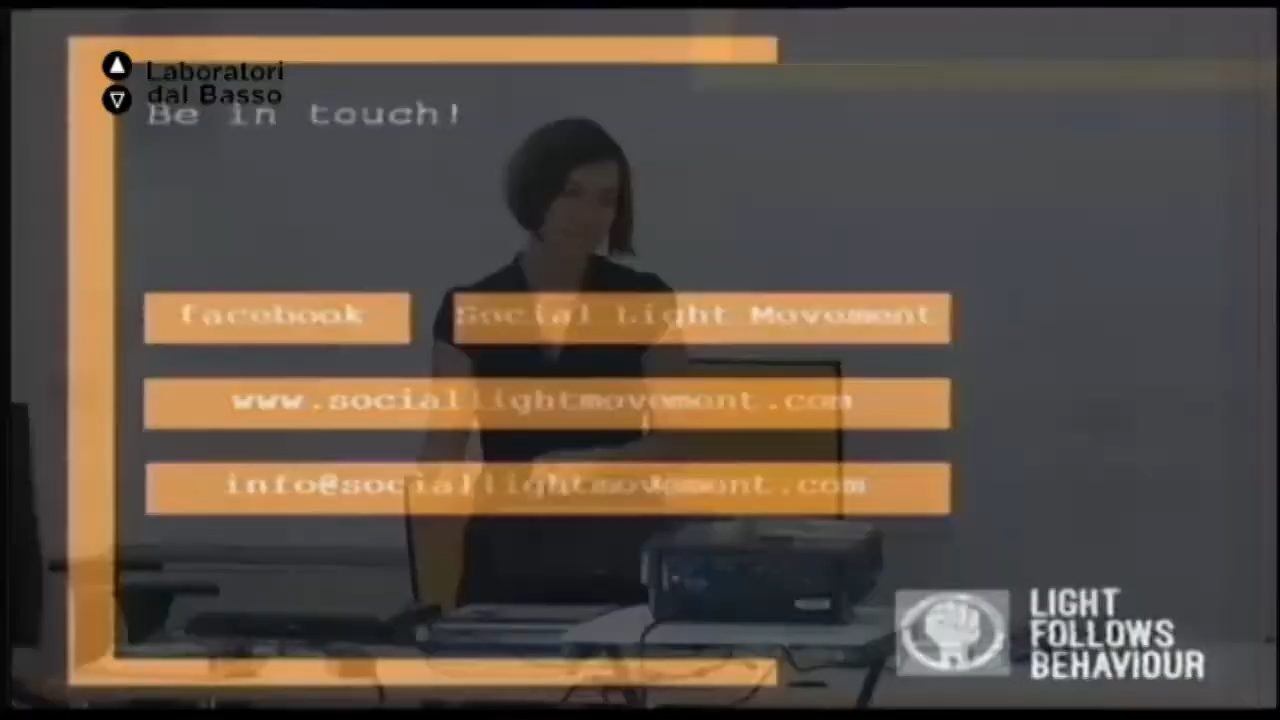 Laboratori
dal Basso
Be in touch!
facebook
Social Light Movement
www.sociallightmovement.com
info@sociallightmovement.com
LIGHT
FOLLOWS
BEHAVIOUR